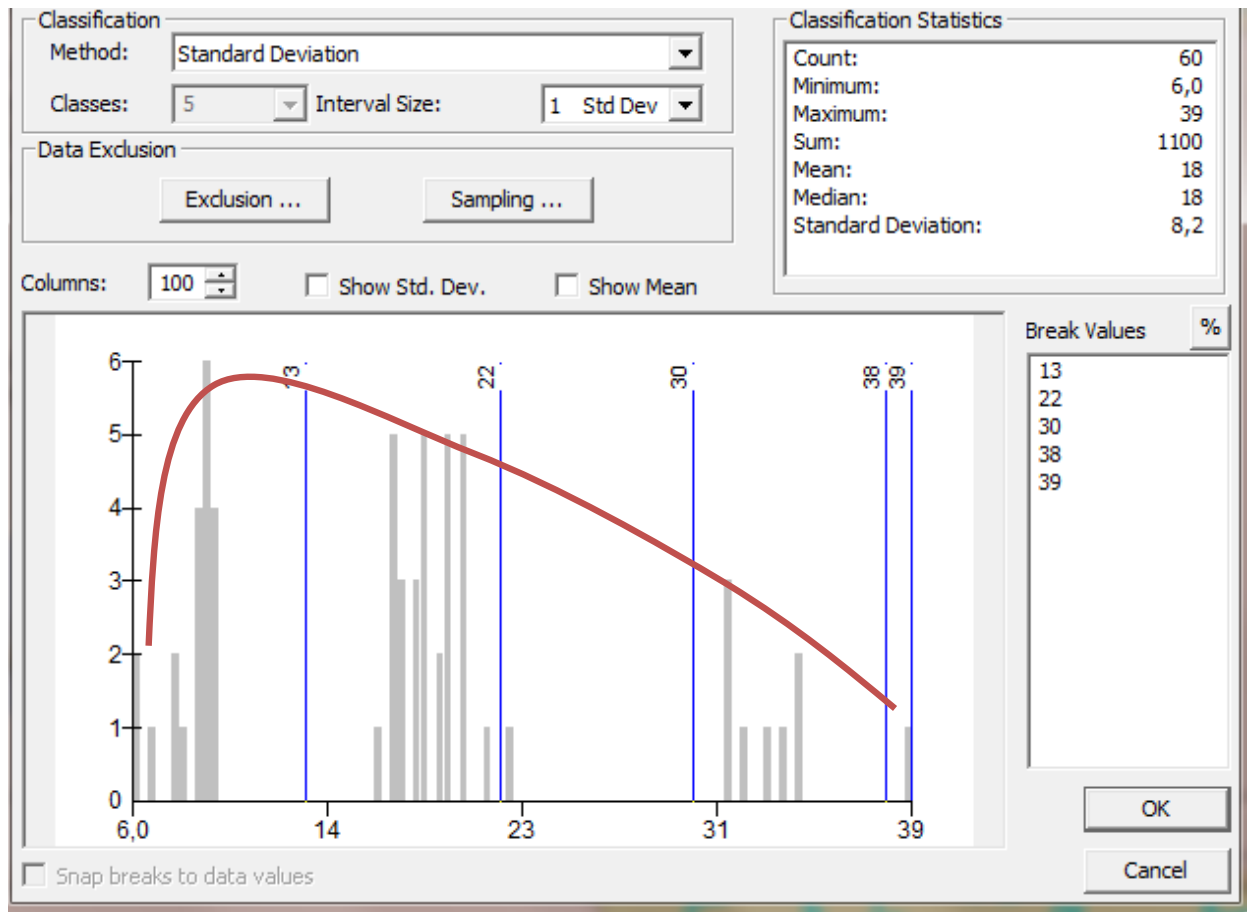 Classification
Method: Standard Deviation
Classes: 5 Interval Size: 1 Std Dev
Data Exclusion
Exclusion ...
Sampling ...
Classification Statistics
Count: 60
Minimum: 6,0
Maximum: 39
Sum: 1100
Mean: 18
Median: 18
Standard Deviation: 8,2
Columns: 100 Show Std. Dev. Show Mean
Break Values %
13
22
30
38
39
13 22 30 38 39
6
5
4
3
2
1
0
6,0 14 23 31 39
Snap breaks to data values
OK
Cancel